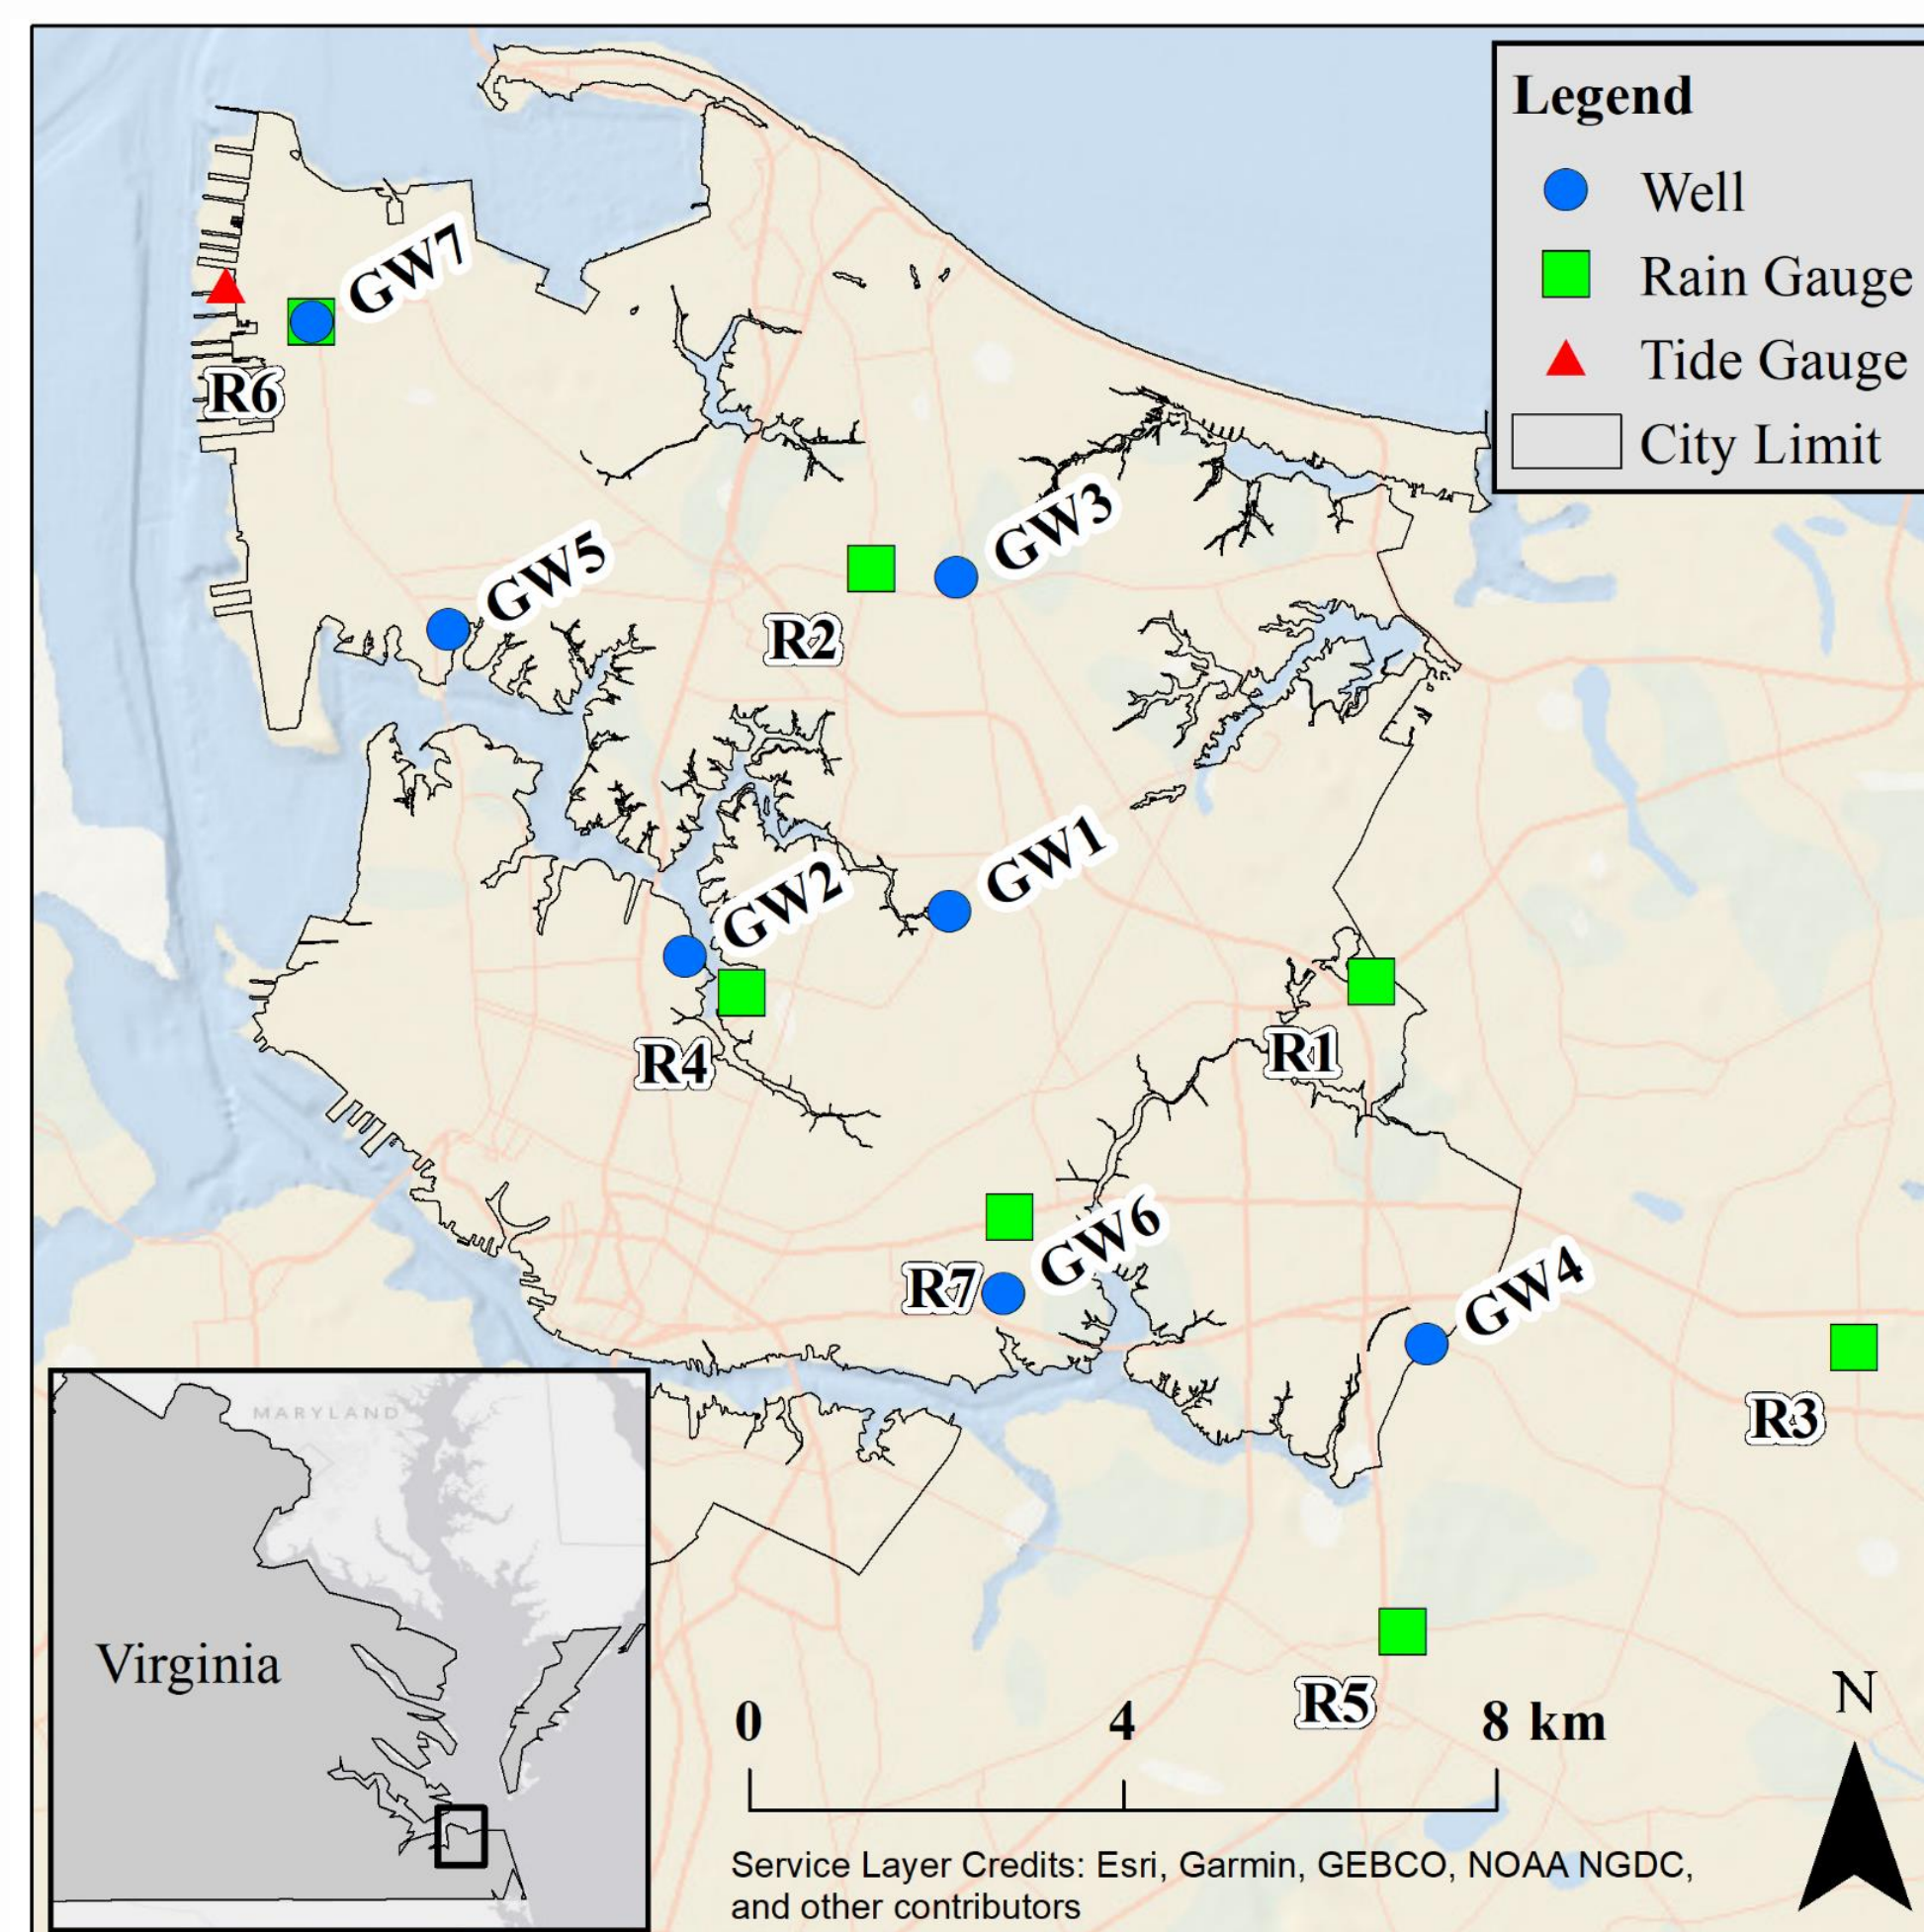 Legend
Well
Rain Gauge
Tide Gauge
City Limit
GW7
R6
GW3
GW5
R2
GW1
GW2
R1
R4
GW6
R7
GW4
R3
MARYLAND
Virginia
R5
0 4 8 km
N
Service Layer Credits: Esri, Garmin, GEBCO, NOAA NGDC,
and other contributors